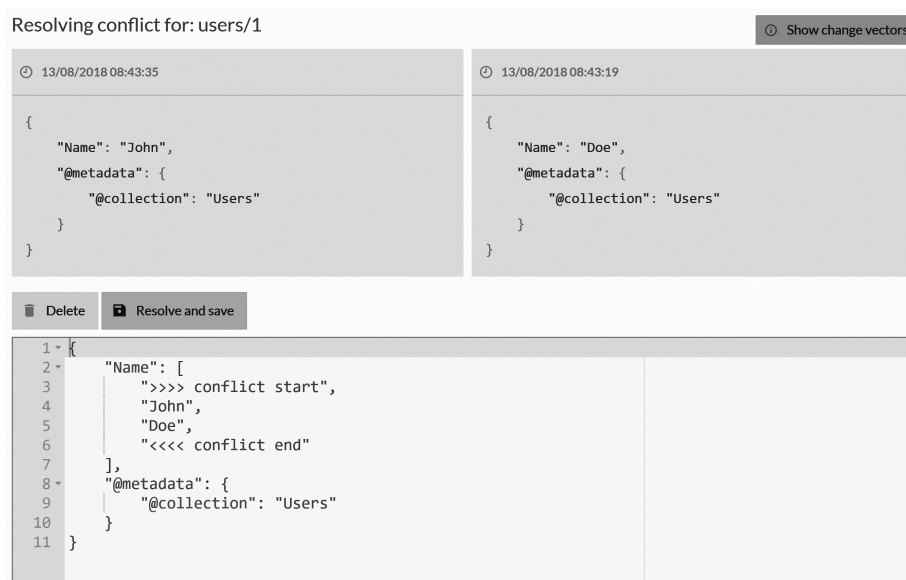 Resolving conflict for: users/1
Show change vectors
13/08/2018 08:43:35
{
    "Name": "John",
    "@metadata": {
        "@collection": "Users"
    }
}
13/08/2018 08:43:19
{
    "Name": "Doe",
    "@metadata": {
        "@collection": "Users"
    }
}
Delete
Resolve and save
1 {
2     "Name": [
3         ">>>> conflict start",
4         "John",
5         "Doe",
6         "<<<< conflict end"
7     ],
8     "@metadata": {
9         "@collection": "Users"
10     }
11 }